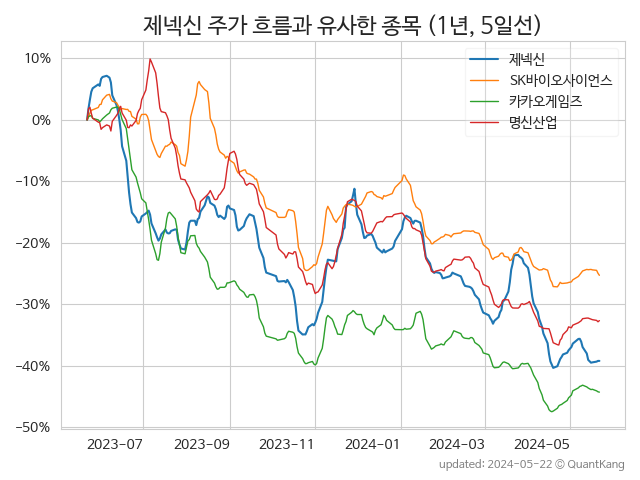 제넥신 주가 흐름과 유사한 종목 (1년, 5일선)
제넥신
SK바이오사이언스
카카오게임즈
명신산업
10%
0%
−10%
−20%
−30%
−40%
−50%
2023-07
2023-09
2023-11
2024-01
2024-03
2024-05
updated: 2024-05-22 © QuantKang